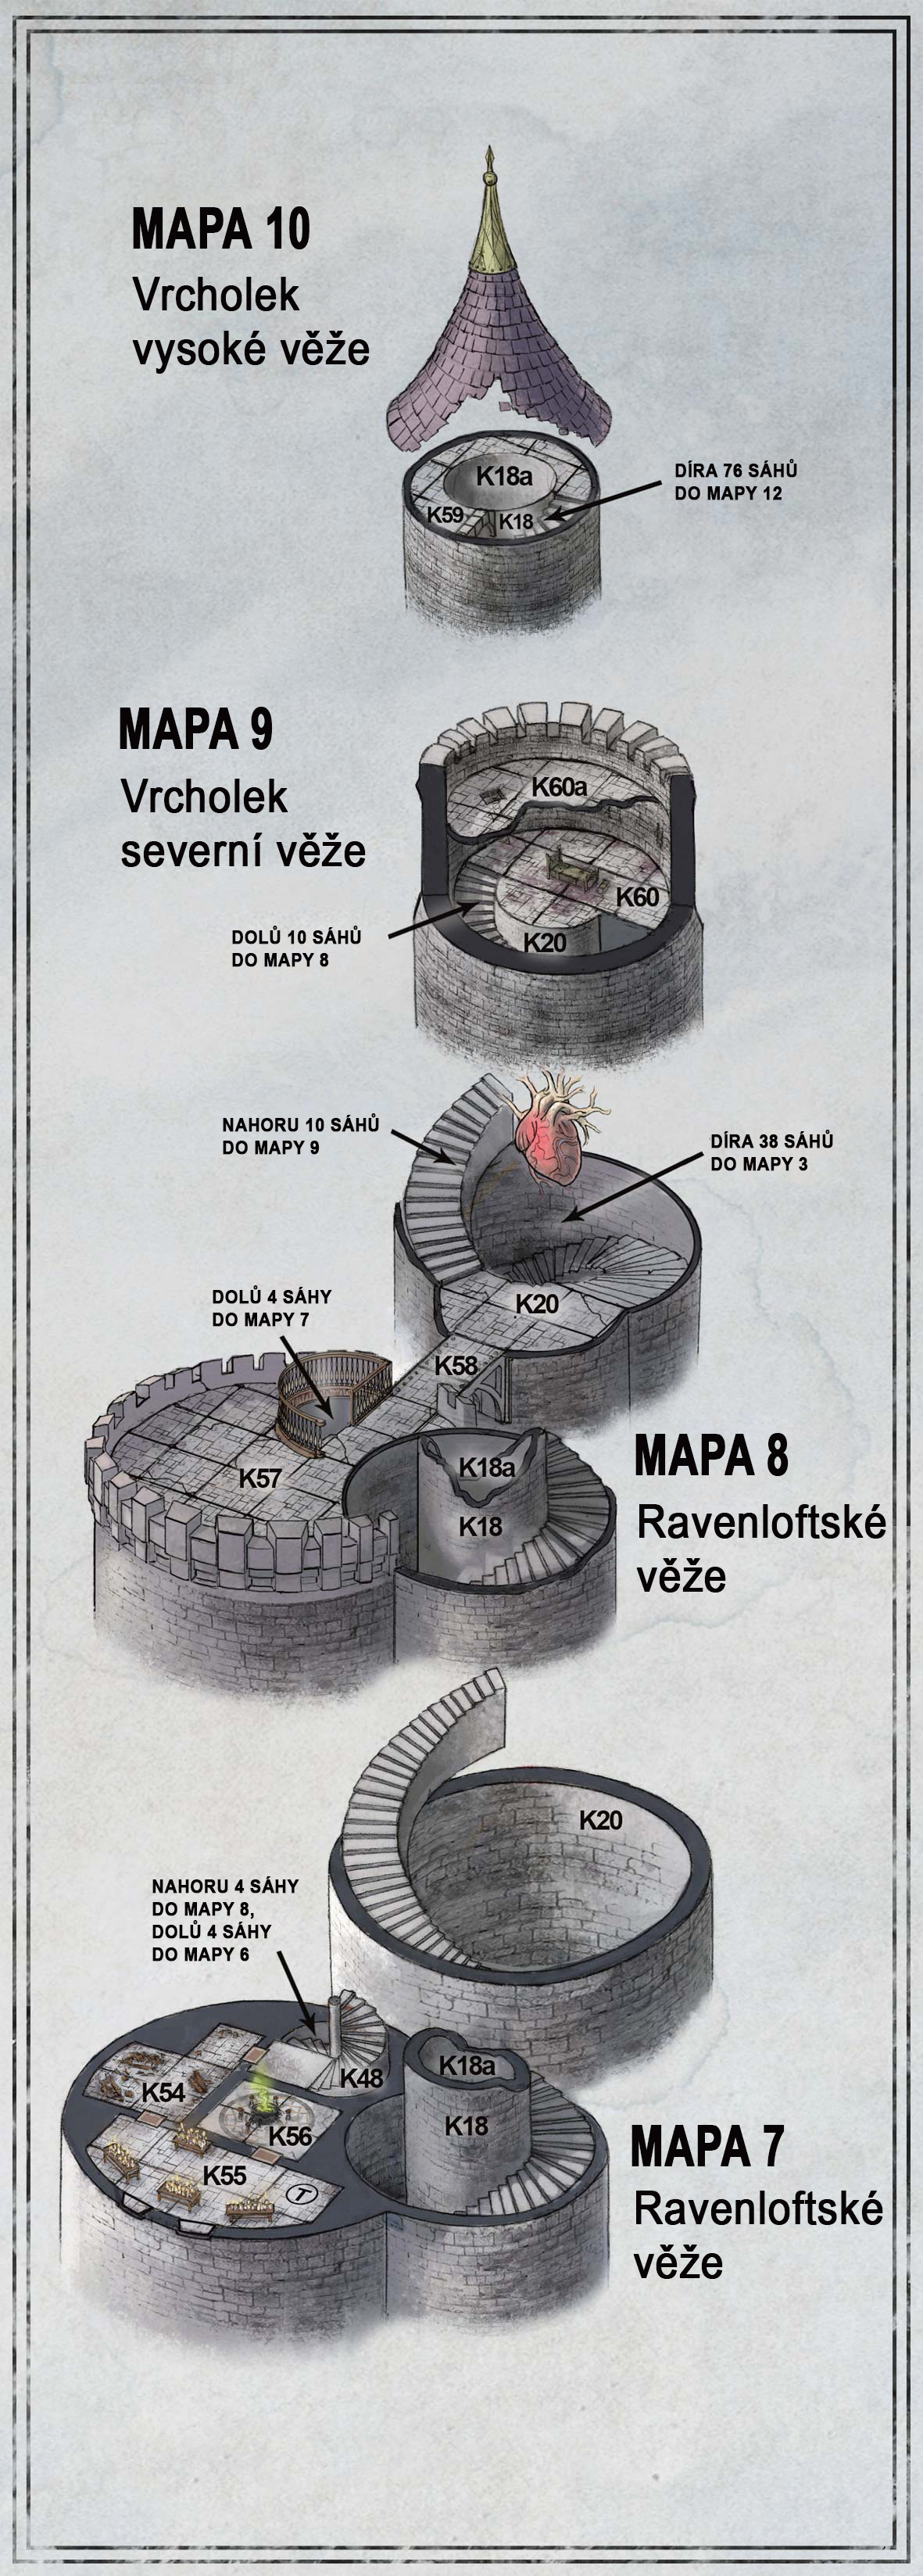 MAPA 10
Vrcholek
vysoké věže
K18a
K59
K18
DÍRA 76 SÁHŮ
DO MAPY 12
MAPA 9
Vrcholek
severní věže
K60a
K60
K20
DOLŮ 10 SÁHŮ
DO MAPY 8
NAHORU 10 SÁHŮ
DO MAPY 9
DÍRA 38 SÁHŮ
DO MAPY 3
DOLŮ 4 SÁHY
DO MAPY 7
K20
K58
K57
K18a
K18
MAPA 8
Ravenloftské
věže
K20
NAHORU 4 SÁHY
DO MAPY 8,
DOLŮ 4 SÁHY
DO MAPY 6
K54
K48
K18a
K56
K18
K55
T
MAPA 7
Ravenloftské
věže